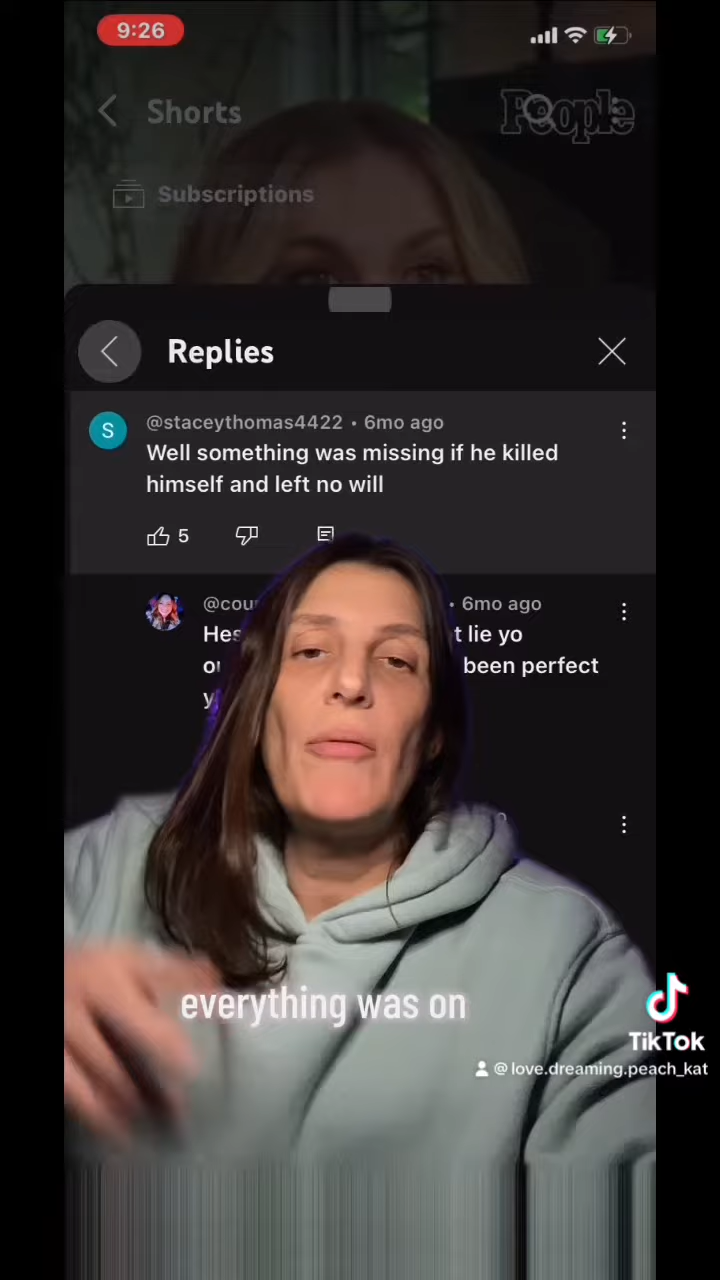 9:26
Shorts
People
Subscriptions
Replies
S
@staceythomas4422 • 6mo ago
Well something was missing if he killed
himself and left no will
5
• 6mo ago
lie yo
been perfect
everything was on
TikTok
@love.dreaming.peach_kat